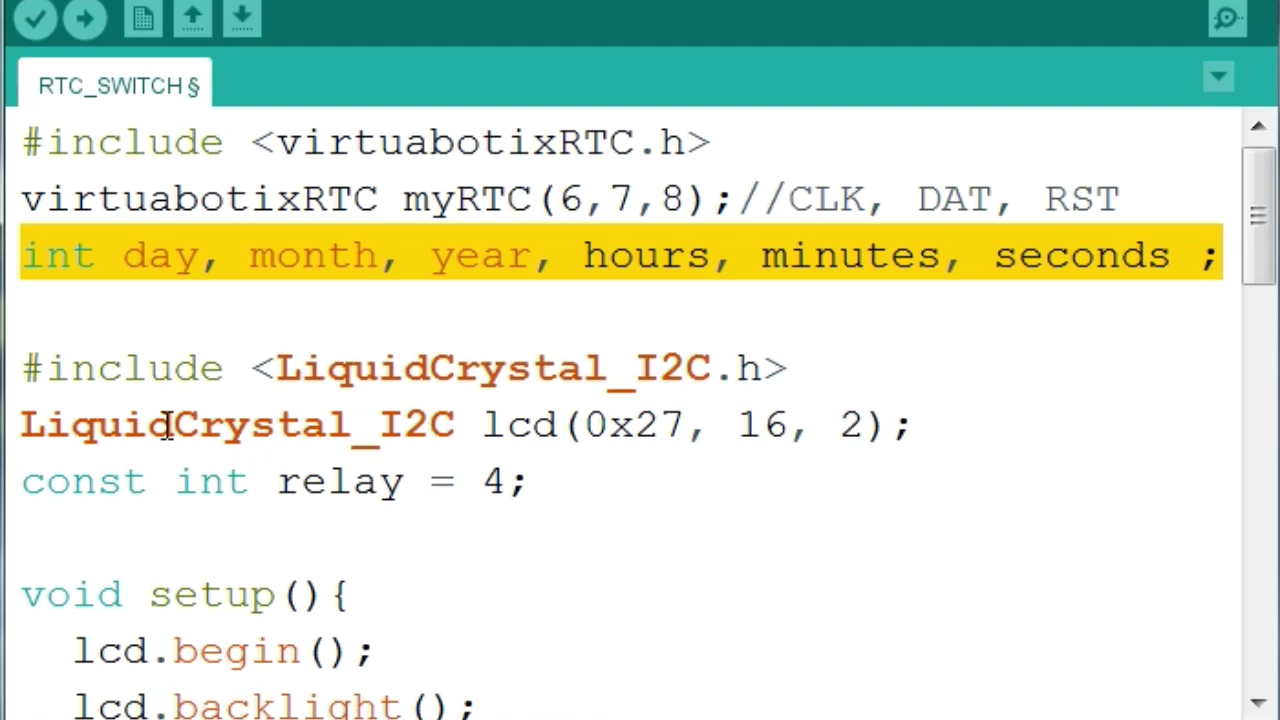 RTC_SWITCH §
#include <virtuabotixRTC.h>
virtuabotixRTC myRTC(6,7,8);//CLK, DAT, RST
int day, month, year, hours, minutes, seconds ;
#include <LiquidCrystal_I2C.h>
LiquidCrystal_I2C lcd(0x27, 16, 2);
const int relay = 4;
void setup(){
  lcd.begin();
  lcd.backlight();